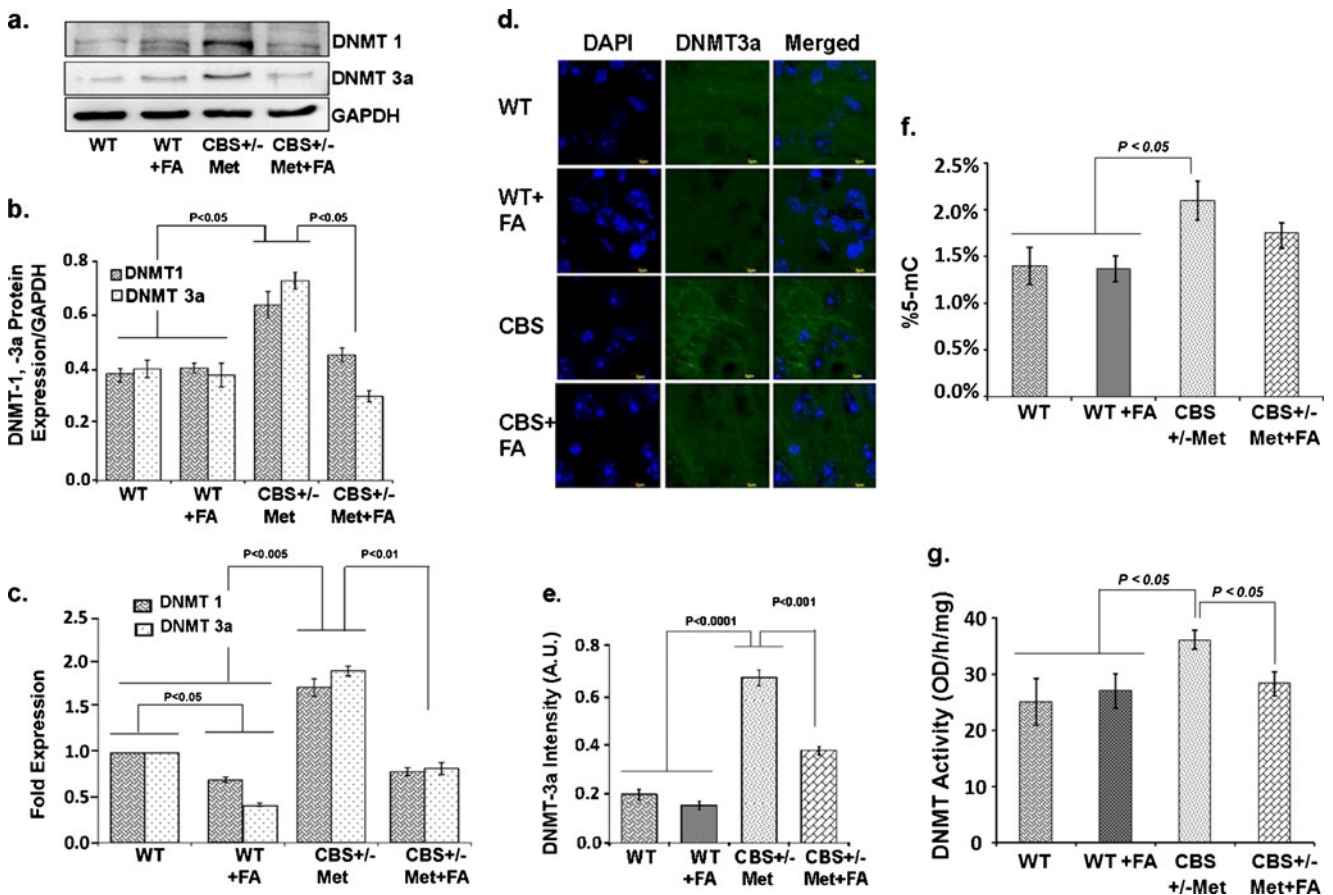 a.
DNMT 1
DNMT 3a
GAPDH
WT
WT +FA
CBS+/- Met
CBS+/- Met+FA
b.
P<0.05
P<0.05
DNMT1
DNMT 3a
DNMT-1, -3a Protein
Expression/GAPDH
0.8
0.6
0.4
0.2
0.0
WT
WT +FA
CBS+/- Met
CBS+/- Met+FA
c.
P<0.005
P<0.01
DNMT 1
DNMT 3a
P<0.05
Fold Expression
2.5
2.0
1.5
1.0
0.5
0.0
WT
WT +FA
CBS+/- Met
CBS+/- Met+FA
d.
DAPI
DNMT3a
Merged
WT
WT+
FA
CBS
CBS+
FA
e.
P<0.0001
P<0.001
DNMT-3a Intensity (A.U.)
0.8
0.6
0.4
0.2
0.0
WT
WT +FA
CBS+/- Met
CBS+/- Met+FA
f.
P < 0.05
%5-mC
2.5%
2.0%
1.5%
1.0%
0.5%
0.0%
WT
WT +FA
CBS +/-Met
CBS+/- Met+FA
g.
P < 0.05
P < 0.05
DNMT Activity (OD/h/mg)
40
30
20
10
0
WT
WT +FA
CBS +/-Met
CBS+/- Met+FA